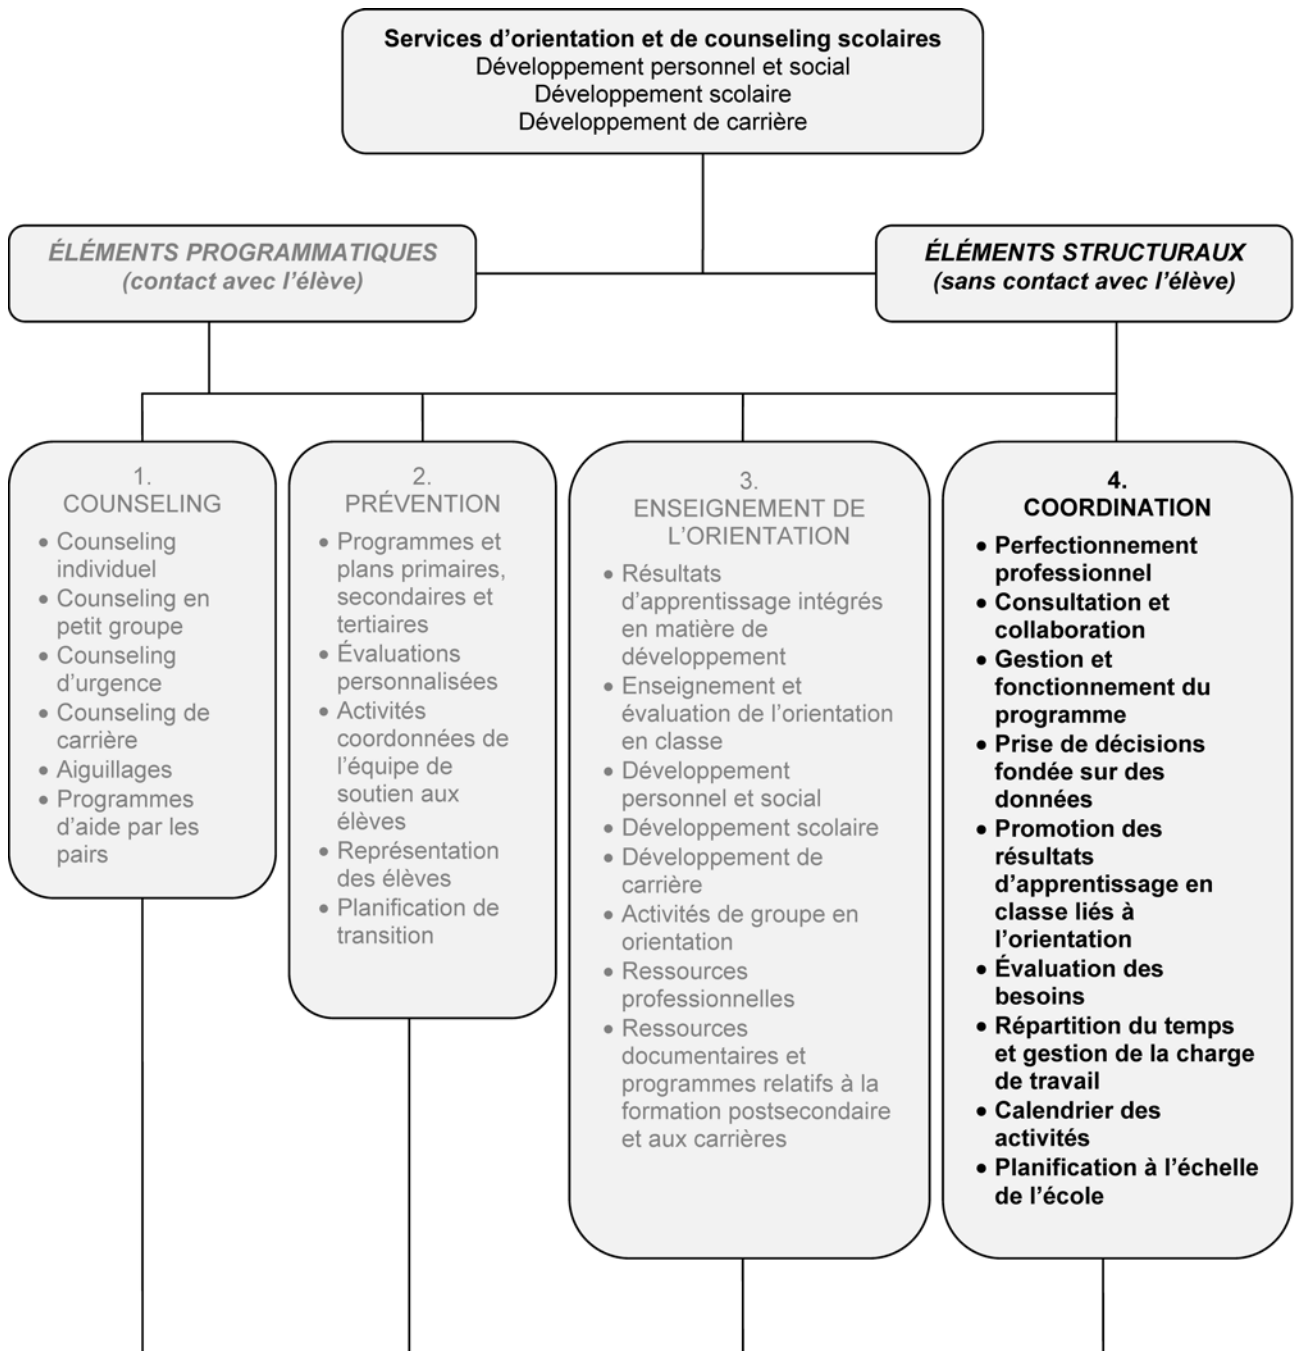 Services d’orientation et de counseling scolaires
Développement personnel et social
Développement scolaire
Développement de carrière
ÉLÉMENTS PROGRAMMATIQUES
(contact avec l’élève)
ÉLÉMENTS STRUCTURAUX
(sans contact avec l’élève)
1.
COUNSELING
• Counseling
individuel
• Counseling en
petit groupe
• Counseling
d’urgence
• Counseling de
carrière
• Aiguillages
• Programmes
d’aide par les
pairs
2.
PRÉVENTION
• Programmes et
plans primaires,
secondaires et
tertiaires
• Évaluations
personnalisées
• Activités
coordonnées de
l’équipe de
soutien aux
élèves
• Représentation
des élèves
• Planification de
transition
3.
ENSEIGNEMENT DE
L’ORIENTATION
• Résultats
d’apprentissage intégrés
en matière de
développement
• Enseignement et
évaluation de l’orientation
en classe
• Développement
personnel et social
• Développement scolaire
• Développement de
carrière
• Activités de groupe en
orientation
• Ressources
professionnelles
• Ressources
documentaires et
programmes relatifs à la
formation postsecondaire
et aux carrières
4.
COORDINATION
• Perfectionnement
professionnel
• Consultation et
collaboration
• Gestion et
fonctionnement du
programme
• Prise de décisions
fondée sur des
données
• Promotion des
résultats
d’apprentissage en
classe liés à
l’orientation
• Évaluation des
besoins
• Répartition du temps
et gestion de la charge
de travail
• Calendrier des
activités
• Planification à l’échelle
de l’école